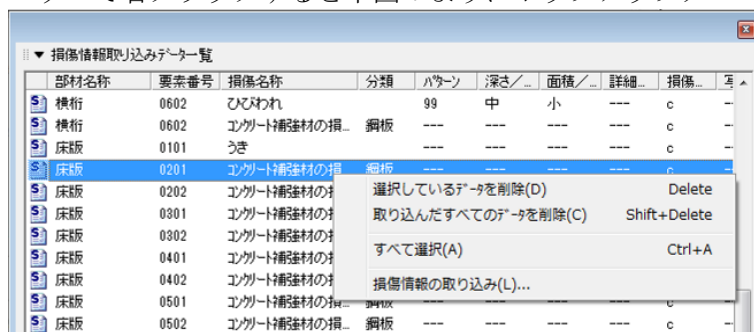 ▼ 損傷情報取り込みデータ一覧
部材名称 要素番号 損傷名称 分類 パターン 深さ／... 面積／... 詳細... 損傷...
横桁 0602 ひびわれ 99 中 小 --- c
横桁 0602 コンクリート補強材の損... 鋼板 --- --- --- --- c
床版 0101 うき --- --- --- --- c
床版 0201 コンクリート補強材の損 鋼板 --- --- --- --- c
床版 0202 コンクリート補強材の
選択しているデータを削除(D) Delete
床版 0301 コンクリート補強材の
取り込んだすべてのデータを削除(C) Shift+Delete
床版 0302 コンクリート補強材の
床版 0401 コンクリート補強材の
すべて選択(A) Ctrl+A
床版 0402 コンクリート補強材の
損傷情報の取り込み(L)...
床版 0501 コンクリート補強材の損... 鋼板 --- --- --- --- c
床版 0502 コンクリート補強材の損... 鋼板 --- --- --- --- c